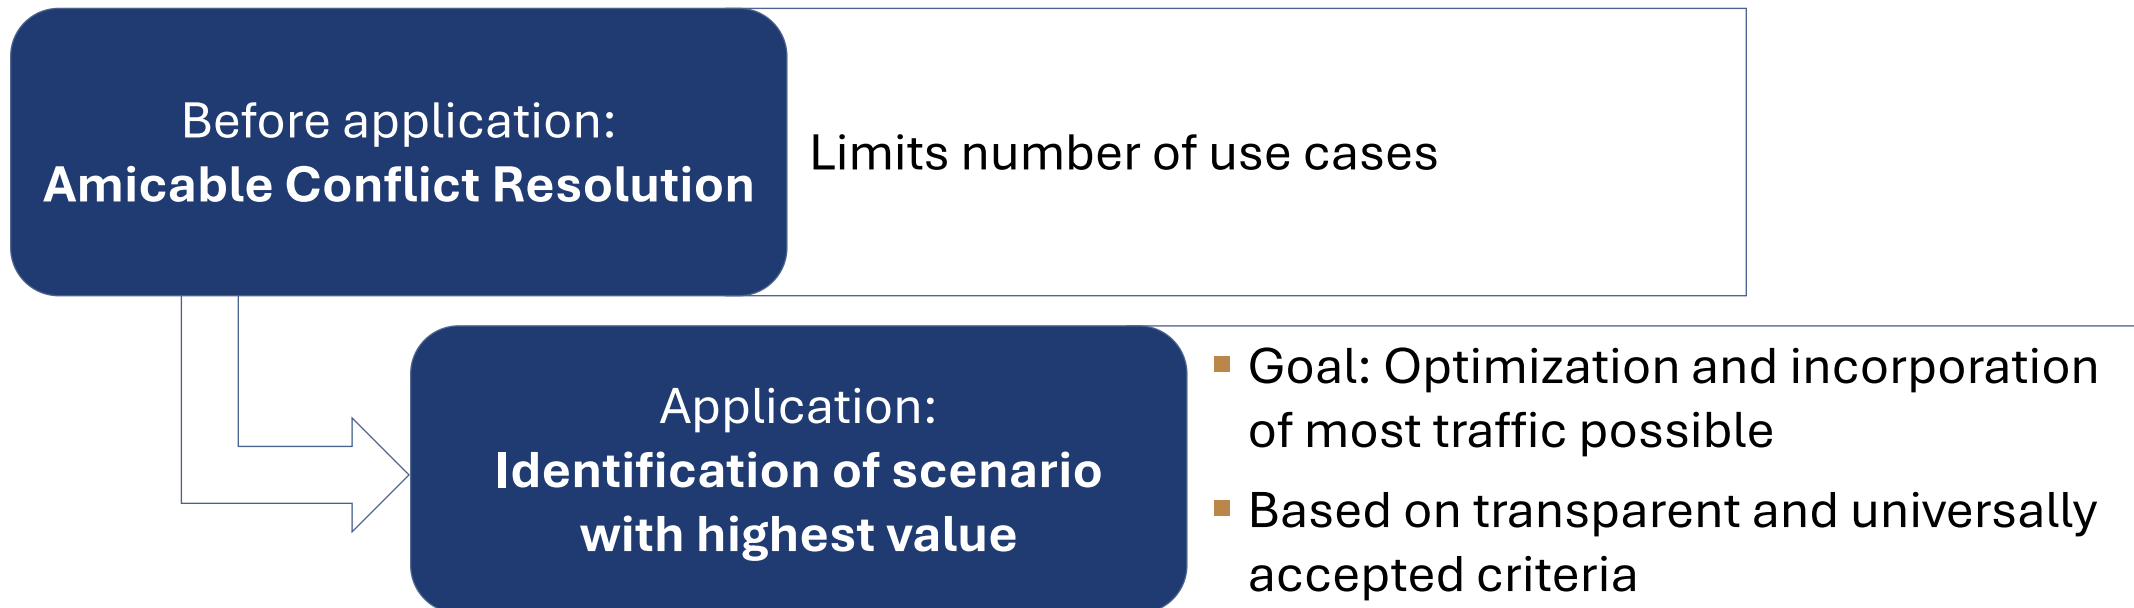 Before application:
Amicable Conflict Resolution
Limits number of use cases
Application:
Identification of scenario
with highest value
▪ Goal: Optimization and incorporation
of most traffic possible
▪ Based on transparent and universally
accepted criteria